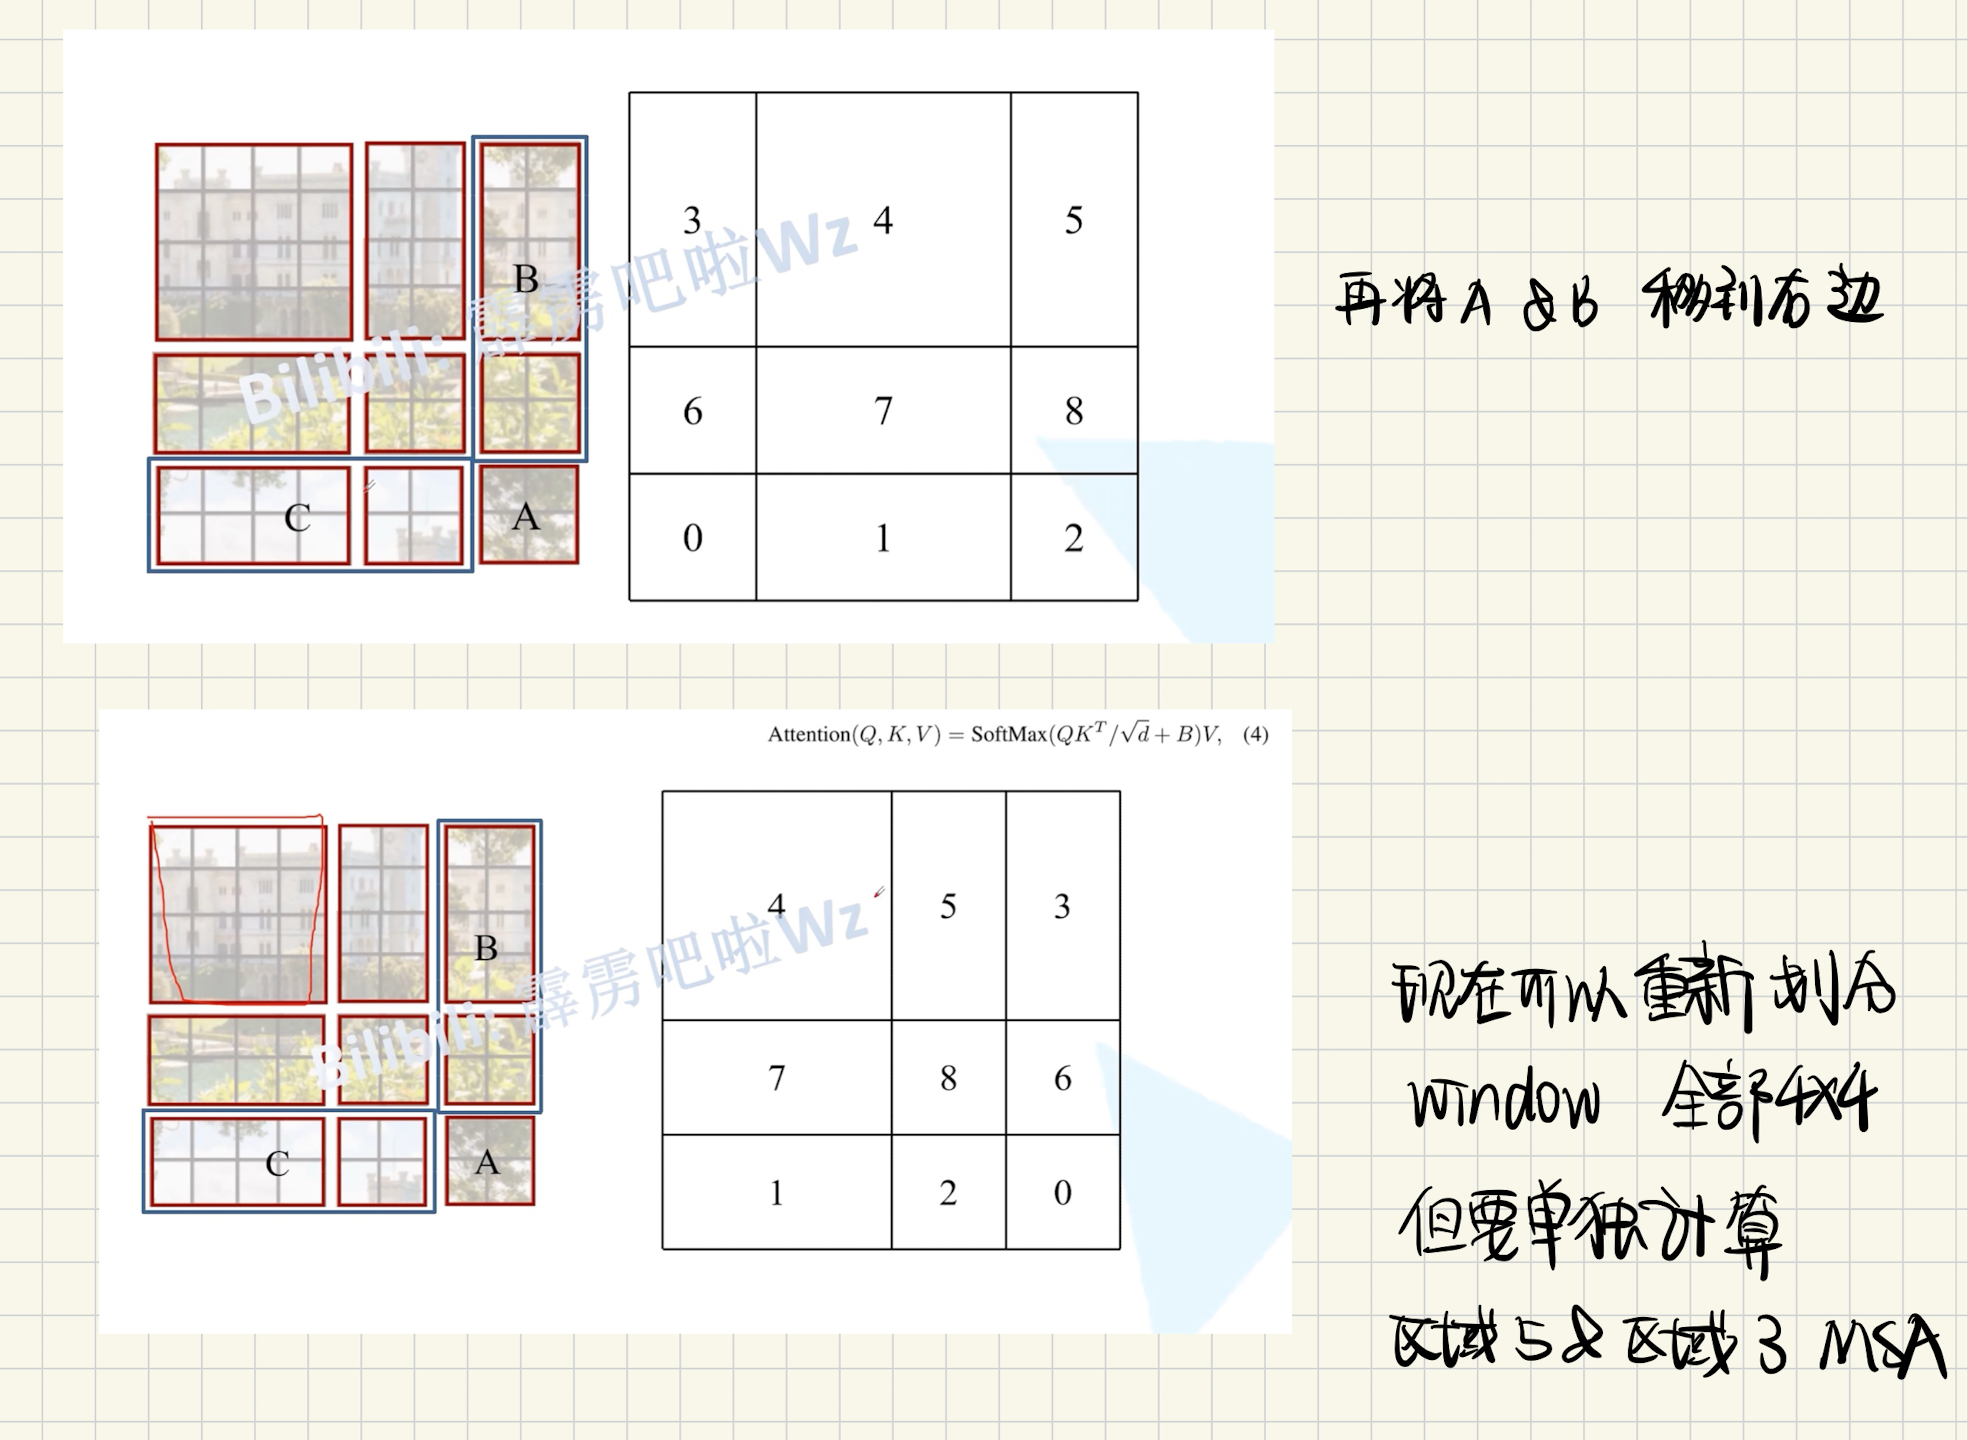 B
C
A
3 4 5
6 7 8
0 1 2
Bilibili: 霹雳吧啦Wz
再将A & B 移到右边
Attention(Q, K, V) = SoftMax(QK^T/√d + B)V, (4)
B
C
A
4 5 3
7 8 6
1 2 0
Bilibili: 霹雳吧啦Wz
现在可以重新划分
window 全部4X4
但要单独计算
区域5 & 区域3 MSA